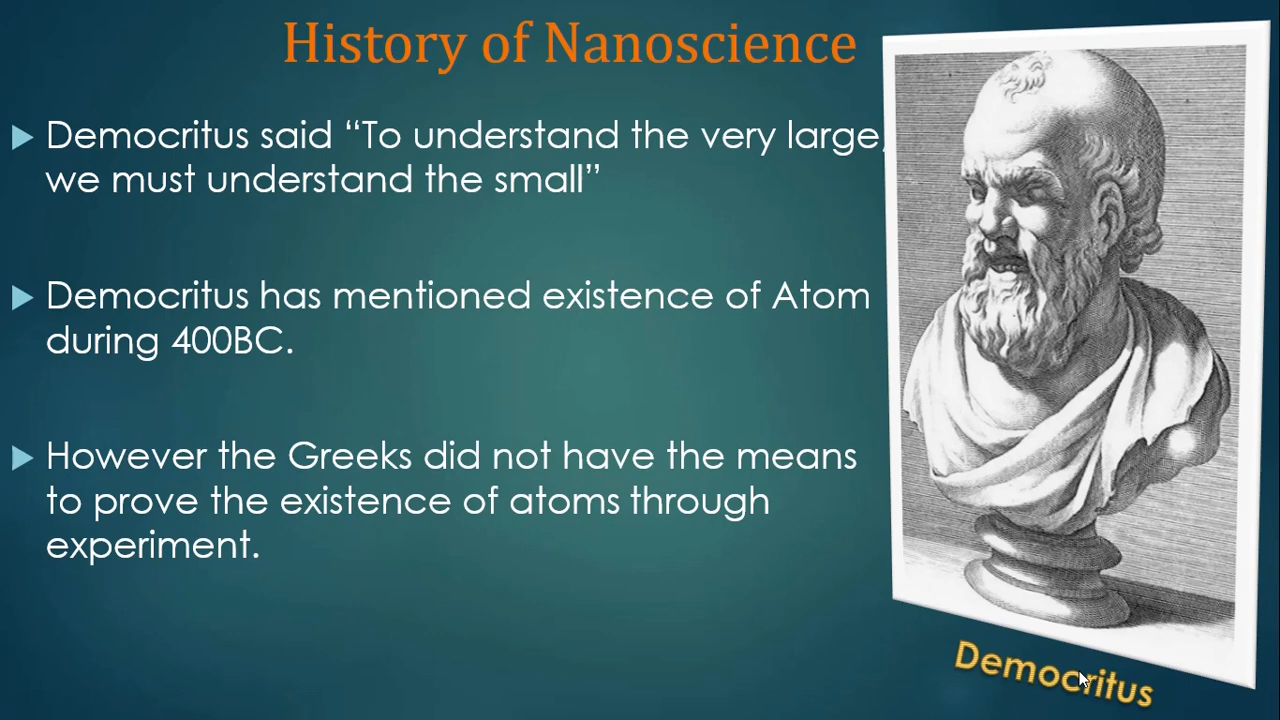 History of Nanoscience
Democritus said “To understand the very large,
we must understand the small”
Democritus has mentioned existence of Atom
during 400BC.
However the Greeks did not have the means
to prove the existence of atoms through
experiment.
Democritus